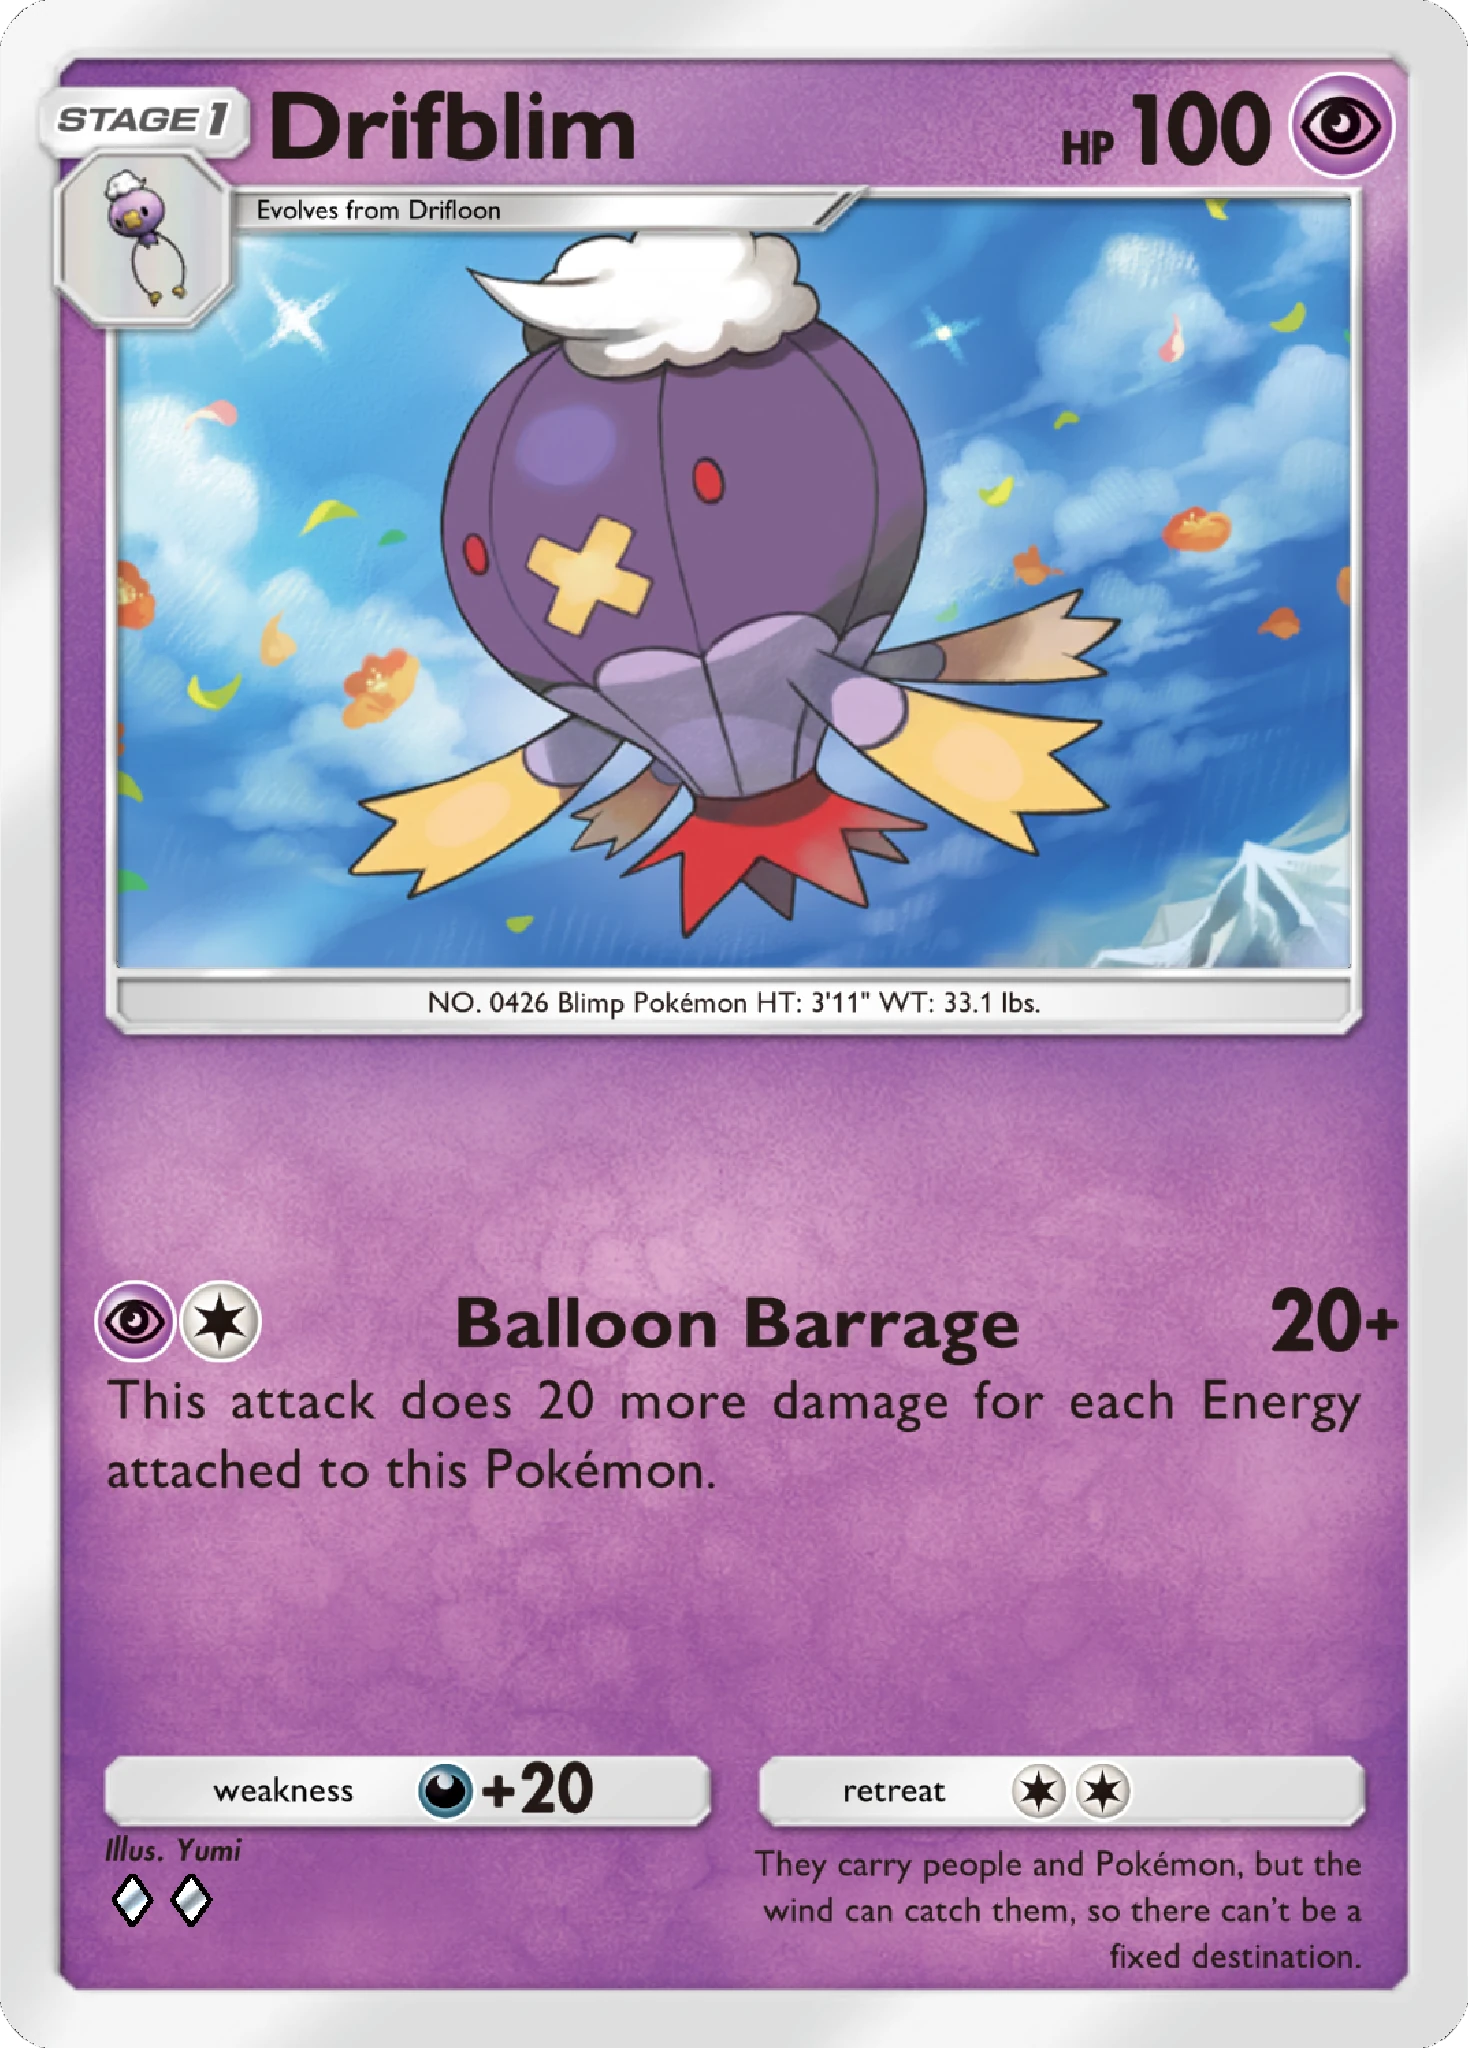 STAGE 1
Drifblim
HP 100
Evolves from Drifloon
NO. 0426 Blimp Pokémon HT: 3'11" WT: 33.1 lbs.
Balloon Barrage 20+
This attack does 20 more damage for each Energy
attached to this Pokémon.
weakness +20
retreat
Illus. Yumi
They carry people and Pokémon, but the
wind can catch them, so there can't be a
fixed destination.